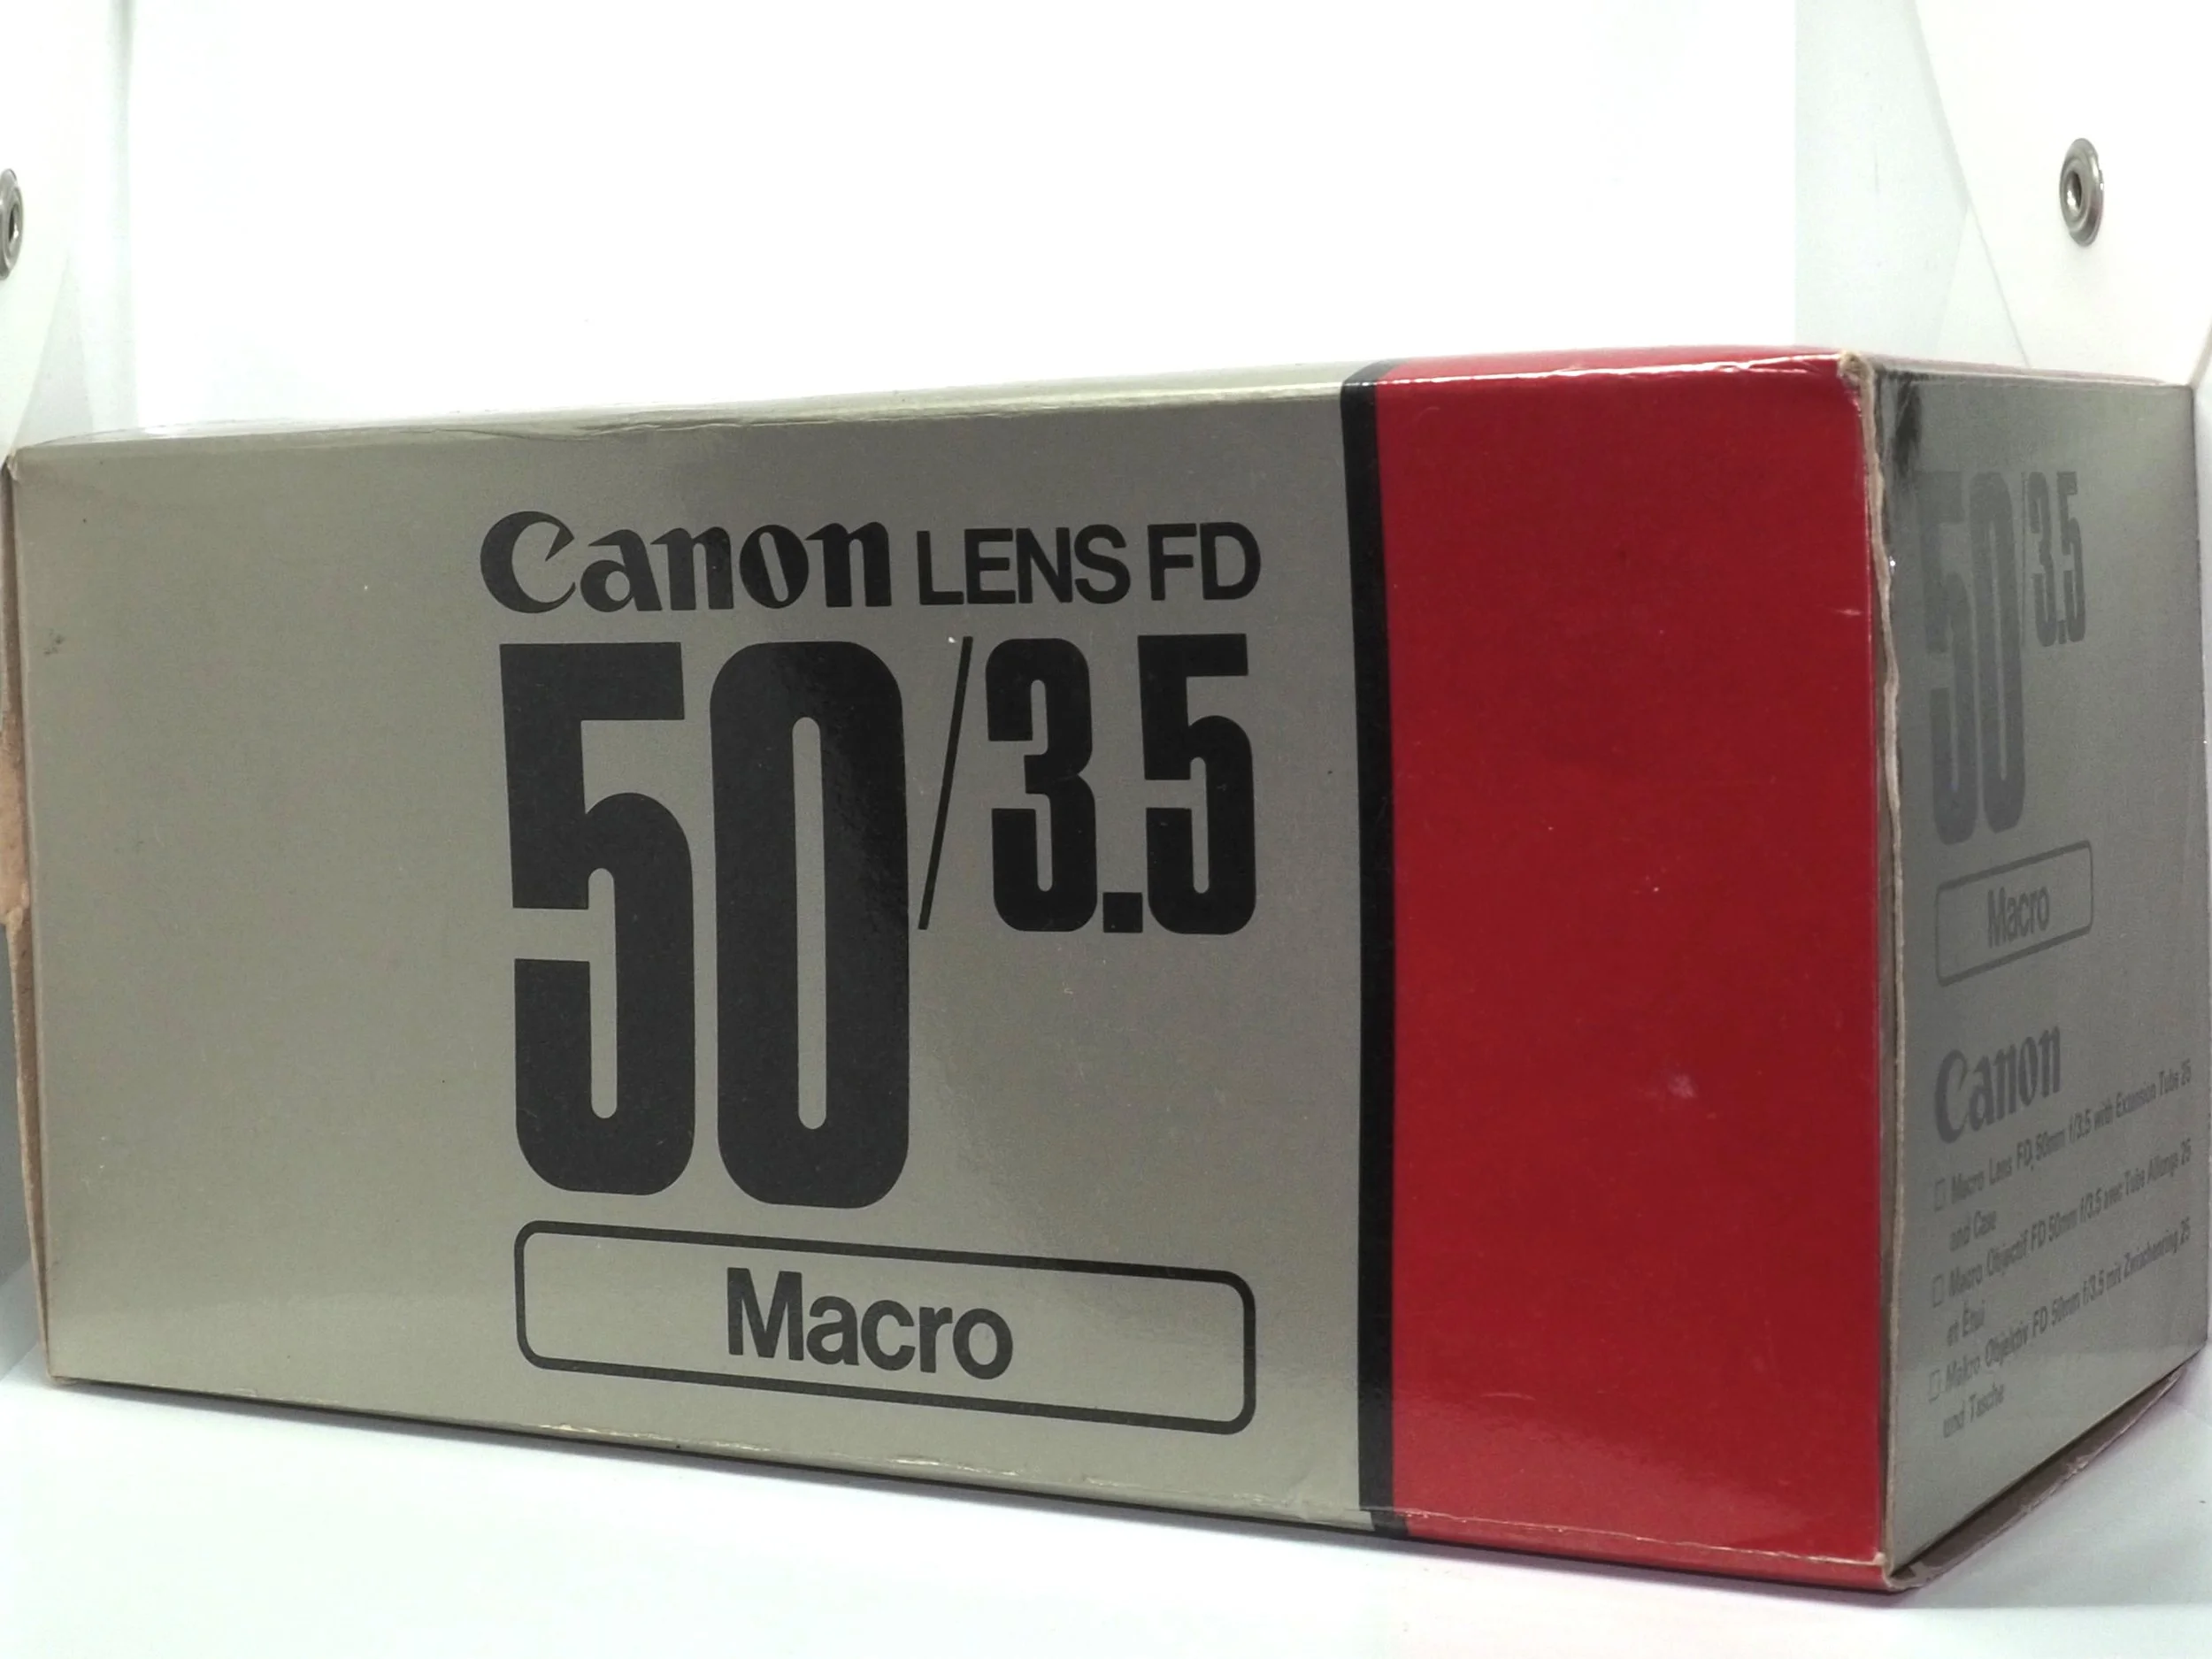 Canon LENS FD
50/3.5
Macro
50/3.5
Macro
Canon
□ Macro Lens FD 50mm f/3.5 with Extension Tube 25
and Case
□ Macro Objectif FD 50mm f/3.5 avec Tube Allonge 25
et Étui
□ Makro Objektiv FD 50mm f/3.5 mit Zwischenring 25
und Tasche